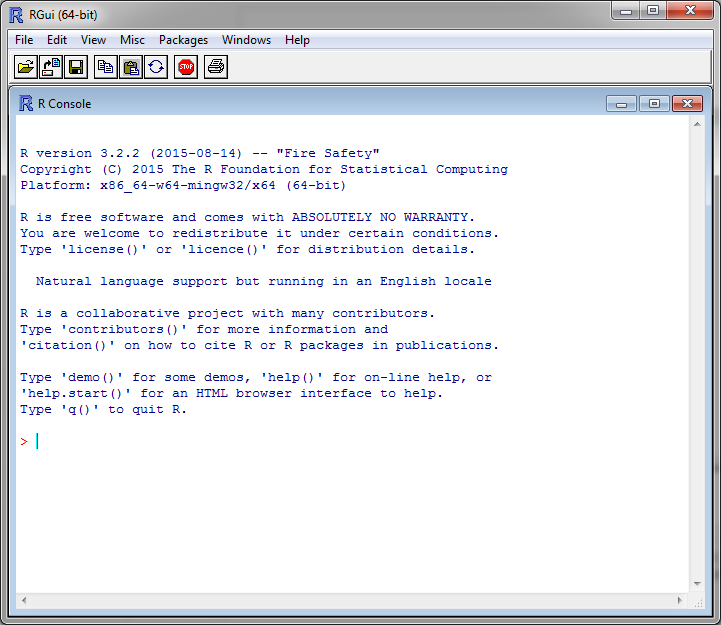 RGui (64-bit)
File Edit View Misc Packages Windows Help
STOP
R Console
R version 3.2.2 (2015-08-14) -- "Fire Safety"
Copyright (C) 2015 The R Foundation for Statistical Computing
Platform: x86_64-w64-mingw32/x64 (64-bit)
R is free software and comes with ABSOLUTELY NO WARRANTY.
You are welcome to redistribute it under certain conditions.
Type 'license()' or 'licence()' for distribution details.
Natural language support but running in an English locale
R is a collaborative project with many contributors.
Type 'contributors()' for more information and
'citation()' on how to cite R or R packages in publications.
Type 'demo()' for some demos, 'help()' for on-line help, or
'help.start()' for an HTML browser interface to help.
Type 'q()' to quit R.
>